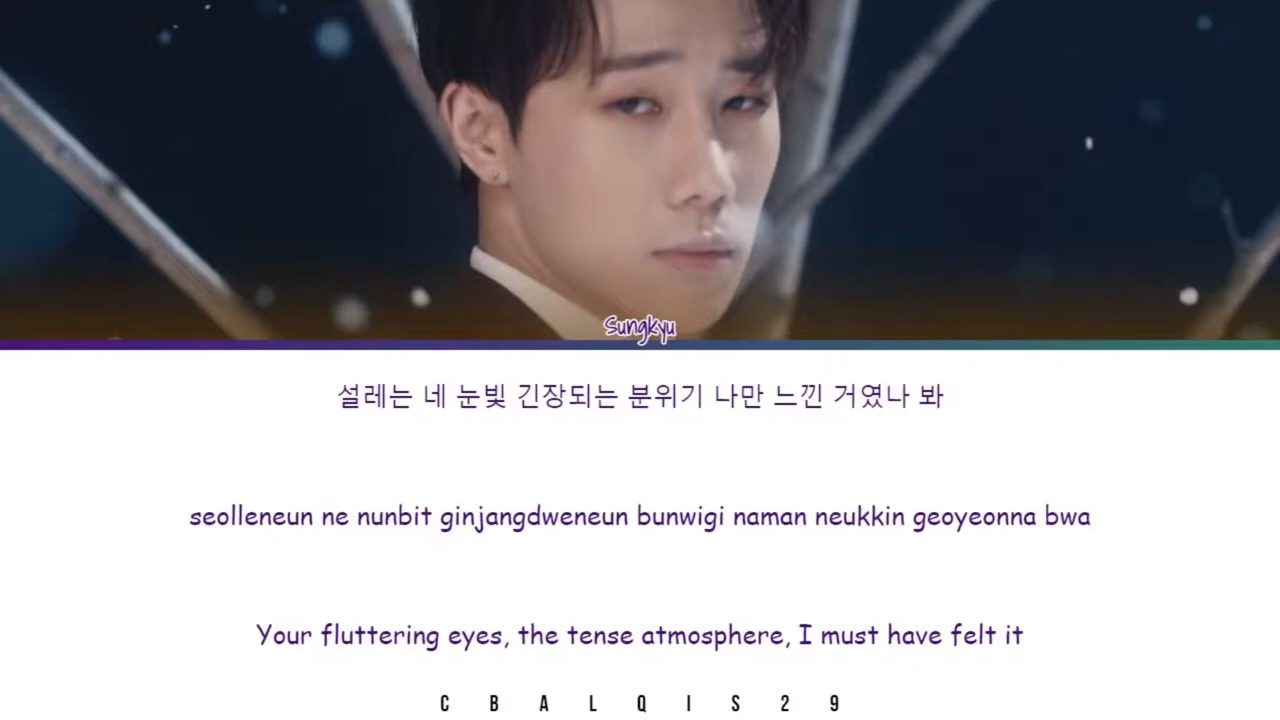 Sungkyu
설레는 네 눈빛 긴장되는 분위기 나만 느낀 거였나 봐
seolleneun ne nunbit ginjangdweneun bunwigi naman neukkin geoyeonna bwa
Your fluttering eyes, the tense atmosphere, I must have felt it
CBALQIS29